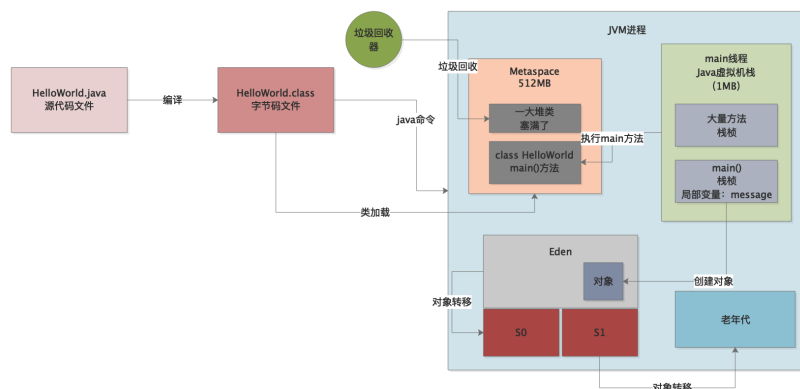 垃圾回收
器
JVM进程
main线程
Java虚拟机栈
（1MB）
垃圾回收
Metaspace
512MB
HelloWorld.java
源代码文件
编译
HelloWorld.class
字节码文件
java命令
一大堆类
塞满了
大量方法
栈桢
执行main方法
class HelloWorld
main()方法
main()
栈桢
局部变量：message
类加载
Eden
对象
创建对象
对象转移
S0
S1
老年代
对象转移